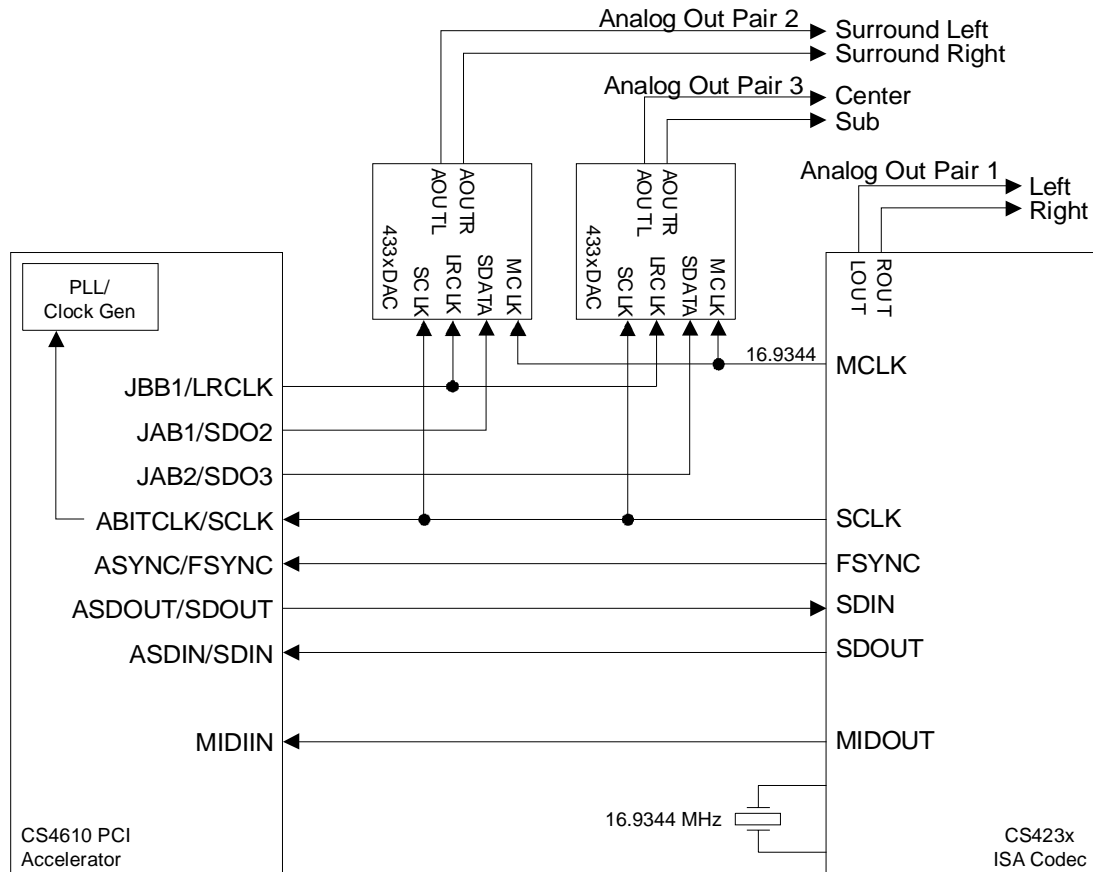 Analog Out Pair 2
Surround Left
Surround Right
Analog Out Pair 3
Center
Sub
Analog Out Pair 1
Left
Right
AOUTL
AOUTR
433xDAC
SCLK
LRCLK
SDATA
MCLK
AOUTL
AOUTR
433xDAC
SCLK
LRCLK
SDATA
MCLK
LOUT
ROUT
PLL/
Clock Gen
16.9344
MCLK
JBB1/LRCLK
JAB1/SDO2
JAB2/SDO3
ABITCLK/SCLK
SCLK
ASYNC/FSYNC
FSYNC
ASDOUT/SDOUT
SDIN
ASDIN/SDIN
SDOUT
MIDIIN
MIDOUT
16.9344 MHz
CS4610 PCI
Accelerator
CS423x
ISA Codec